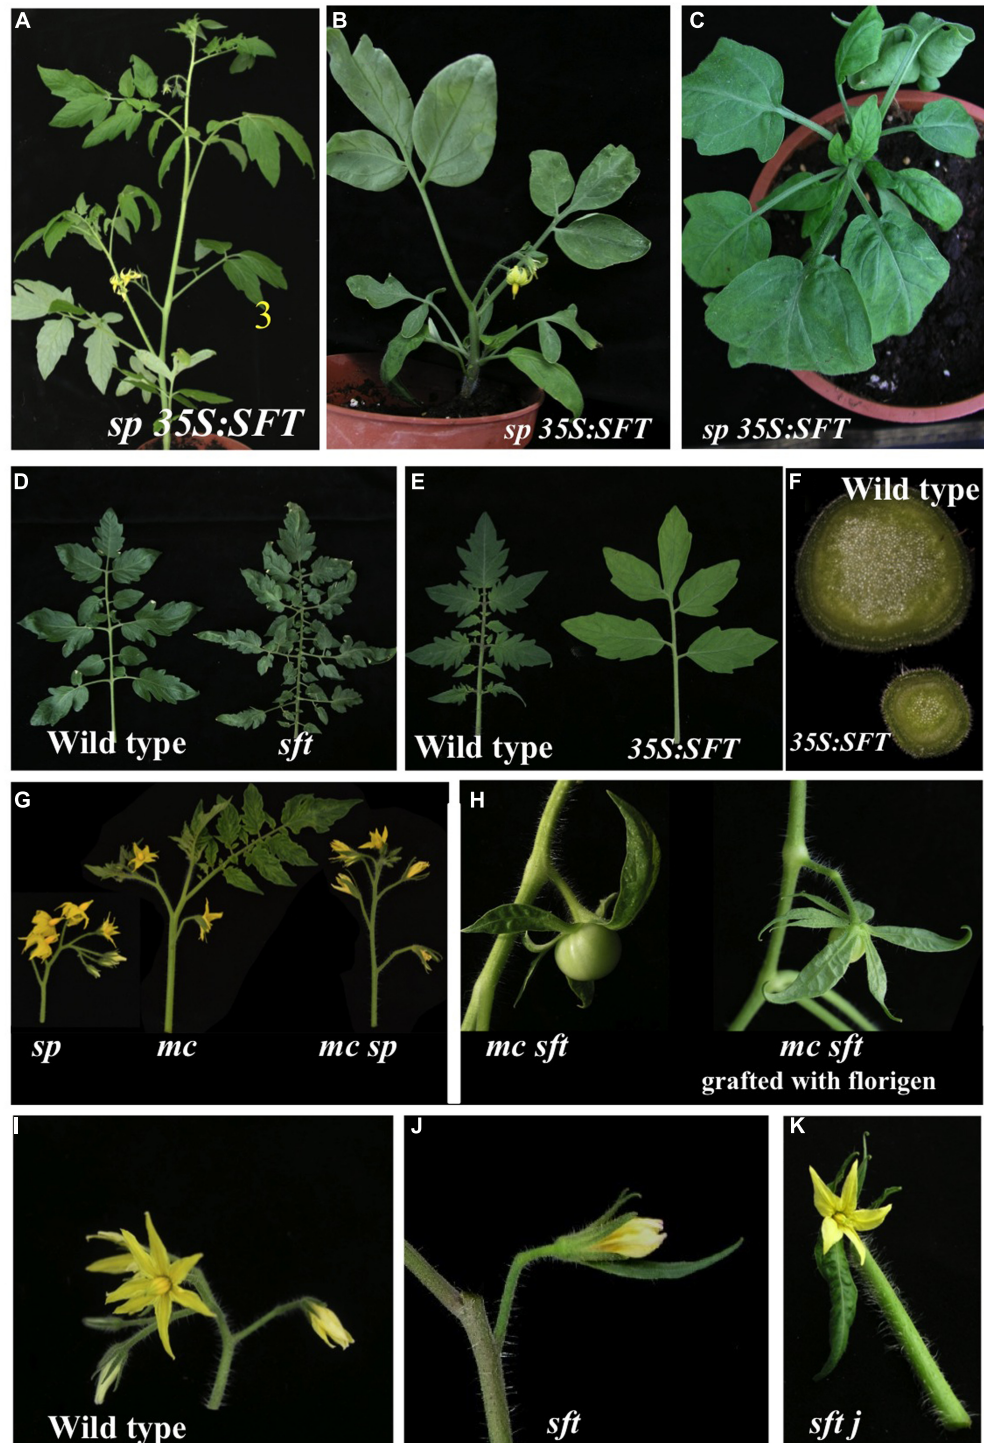 A
B
C
3
sp 35S:SFT
sp 35S:SFT
sp 35S:SFT
D
E
F
Wild type
Wild type
sft
Wild type
35S:SFT
35S:SFT
G
H
sp
mc
mc sp
mc sft
mc sft
grafted with florigen
I
J
K
Wild type
sft
sft j